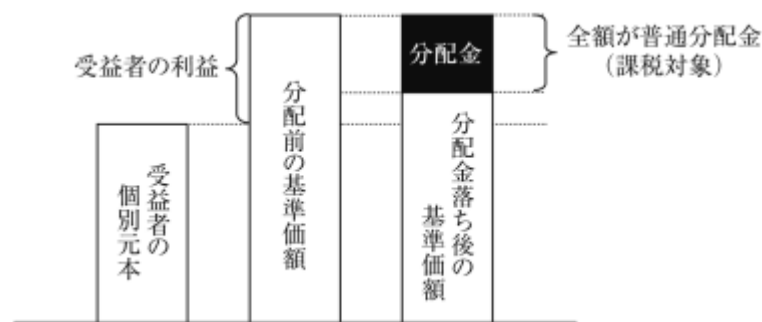 受益者の利益
受益者の
個別元本
分配前の基準価額
分配金
分配金落ち後の
基準価額
全額が普通分配金
（課税対象）